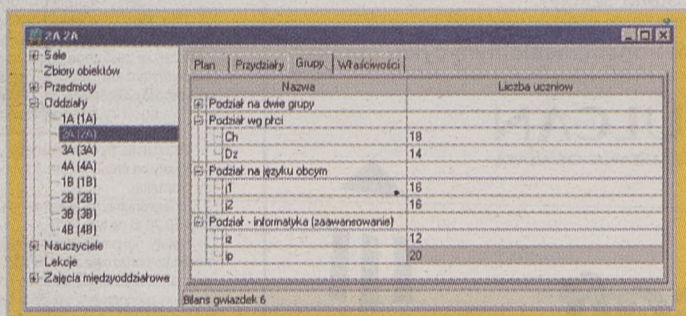 2A 2A
Sale
Zbiory obiektów
Przedmioty
Oddziały
1A (1A)
2A (2A)
3A (3A)
4A (4A)
1B (1B)
2B (2B)
3B (3B)
4B (4B)
Nauczyciele
Lekcje
Zajęcia międzyoddziałowe
Plan Przydziały Grupy Właściwości
Nazwa Liczba uczniow
Podział na dwie grupy
Podział wg płci
Ch 18
Dz 14
Podział na języku obcym
j1 16
j2 16
Podział - informatyka (zaawansowanie)
iz 12
ip 20
Bilans gwiazdek 6